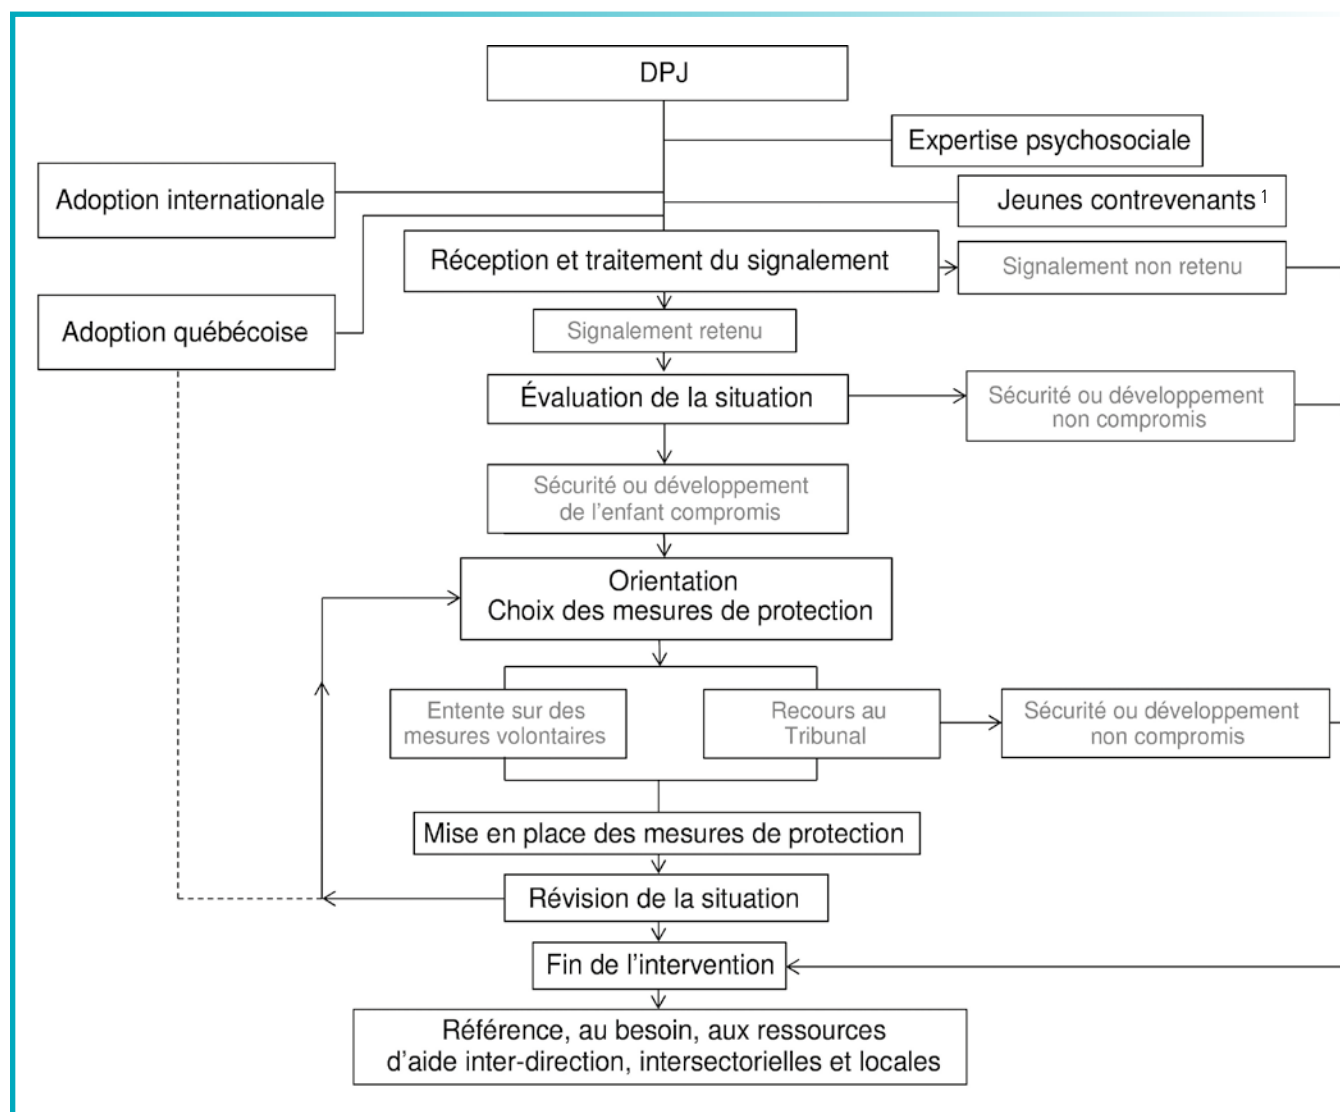 DPJ
Expertise psychosociale
Adoption internationale
Jeunes contrevenants 1
Réception et traitement du signalement
Signalement non retenu
Adoption québécoise
Signalement retenu
Évaluation de la situation
Sécurité ou développement
non compromis
Sécurité ou développement
de l'enfant compromis
Orientation
Choix des mesures de protection
Entente sur des
mesures volontaires
Recours au
Tribunal
Sécurité ou développement
non compromis
Mise en place des mesures de protection
Révision de la situation
Fin de l'intervention
Référence, au besoin, aux ressources
d'aide inter-direction, intersectorielles et locales